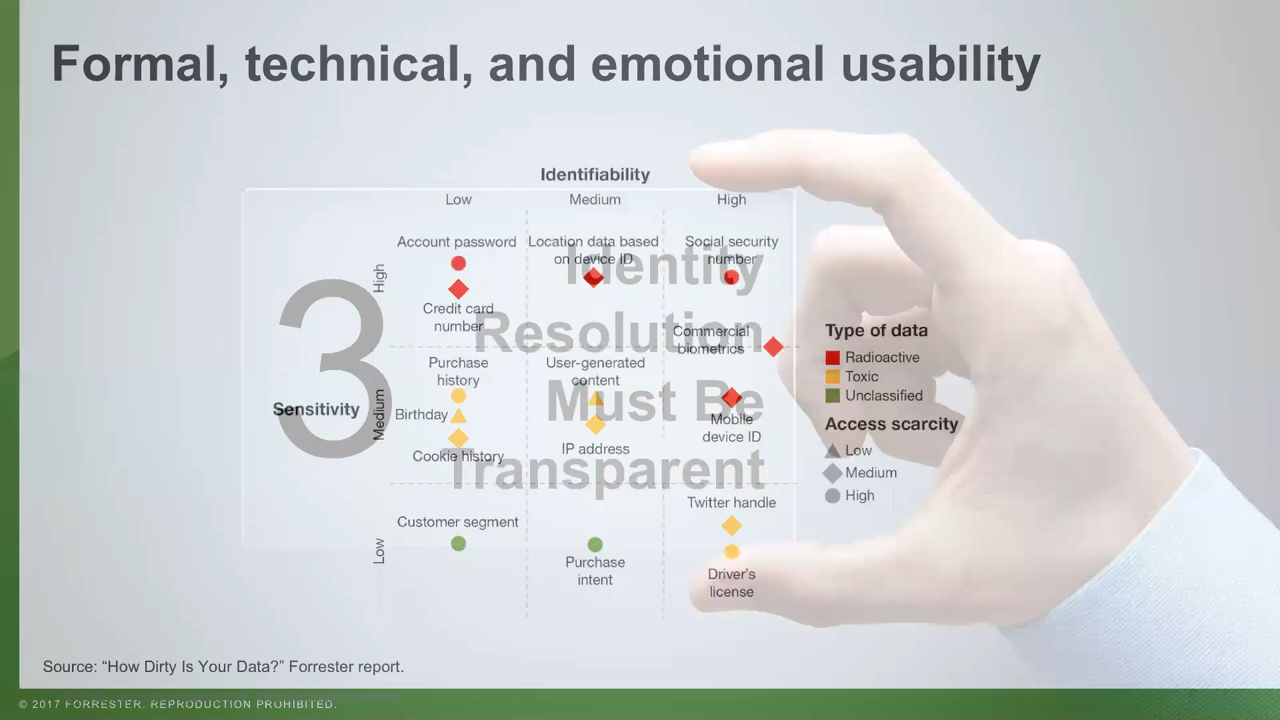 Formal, technical, and emotional usability
Identifiability
Low
Medium
High
Account password
Location data based
on device ID
Social security
number
High
Credit card
number
Commercial
biometrics
3
Identity
Resolution
Must Be
Transparent
Sensitivity
Medium
Purchase
history
User-generated
content
Birthday
Cookie history
IP address
Mobile
device ID
Low
Customer segment
Purchase
intent
Twitter handle
Driver's
license
Type of data
Radioactive
Toxic
Unclassified
Access scarcity
Low
Medium
High
Source: “How Dirty Is Your Data?” Forrester report.
© 2017 FORRESTER. REPRODUCTION PROHIBITED.